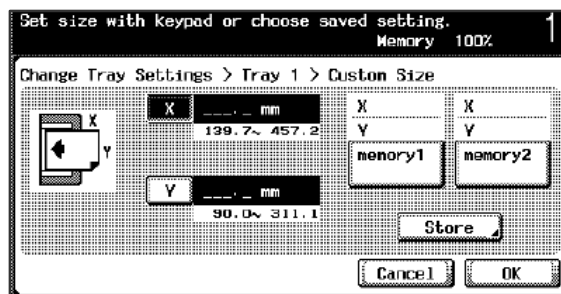 Set size with keypad or choose saved setting.
Memory 100% 1
Change Tray Settings > Tray 1 > Custom Size
X
Y
X ___._ mm
139.7~ 457.2
Y ___._ mm
90.0~ 311.1
X
Y
memory1
X
Y
memory2
Store
Cancel OK